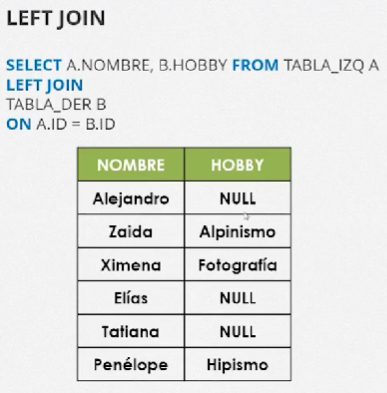 LEFT JOIN
SELECT A.NOMBRE, B.HOBBY FROM TABLA_IZQ A
LEFT JOIN
TABLA_DER B
ON A.ID = B.ID
NOMBRE HOBBY
Alejandro NULL
Zaida Alpinismo
Ximena Fotografía
Elías NULL
Tatiana NULL
Penélope Hipismo